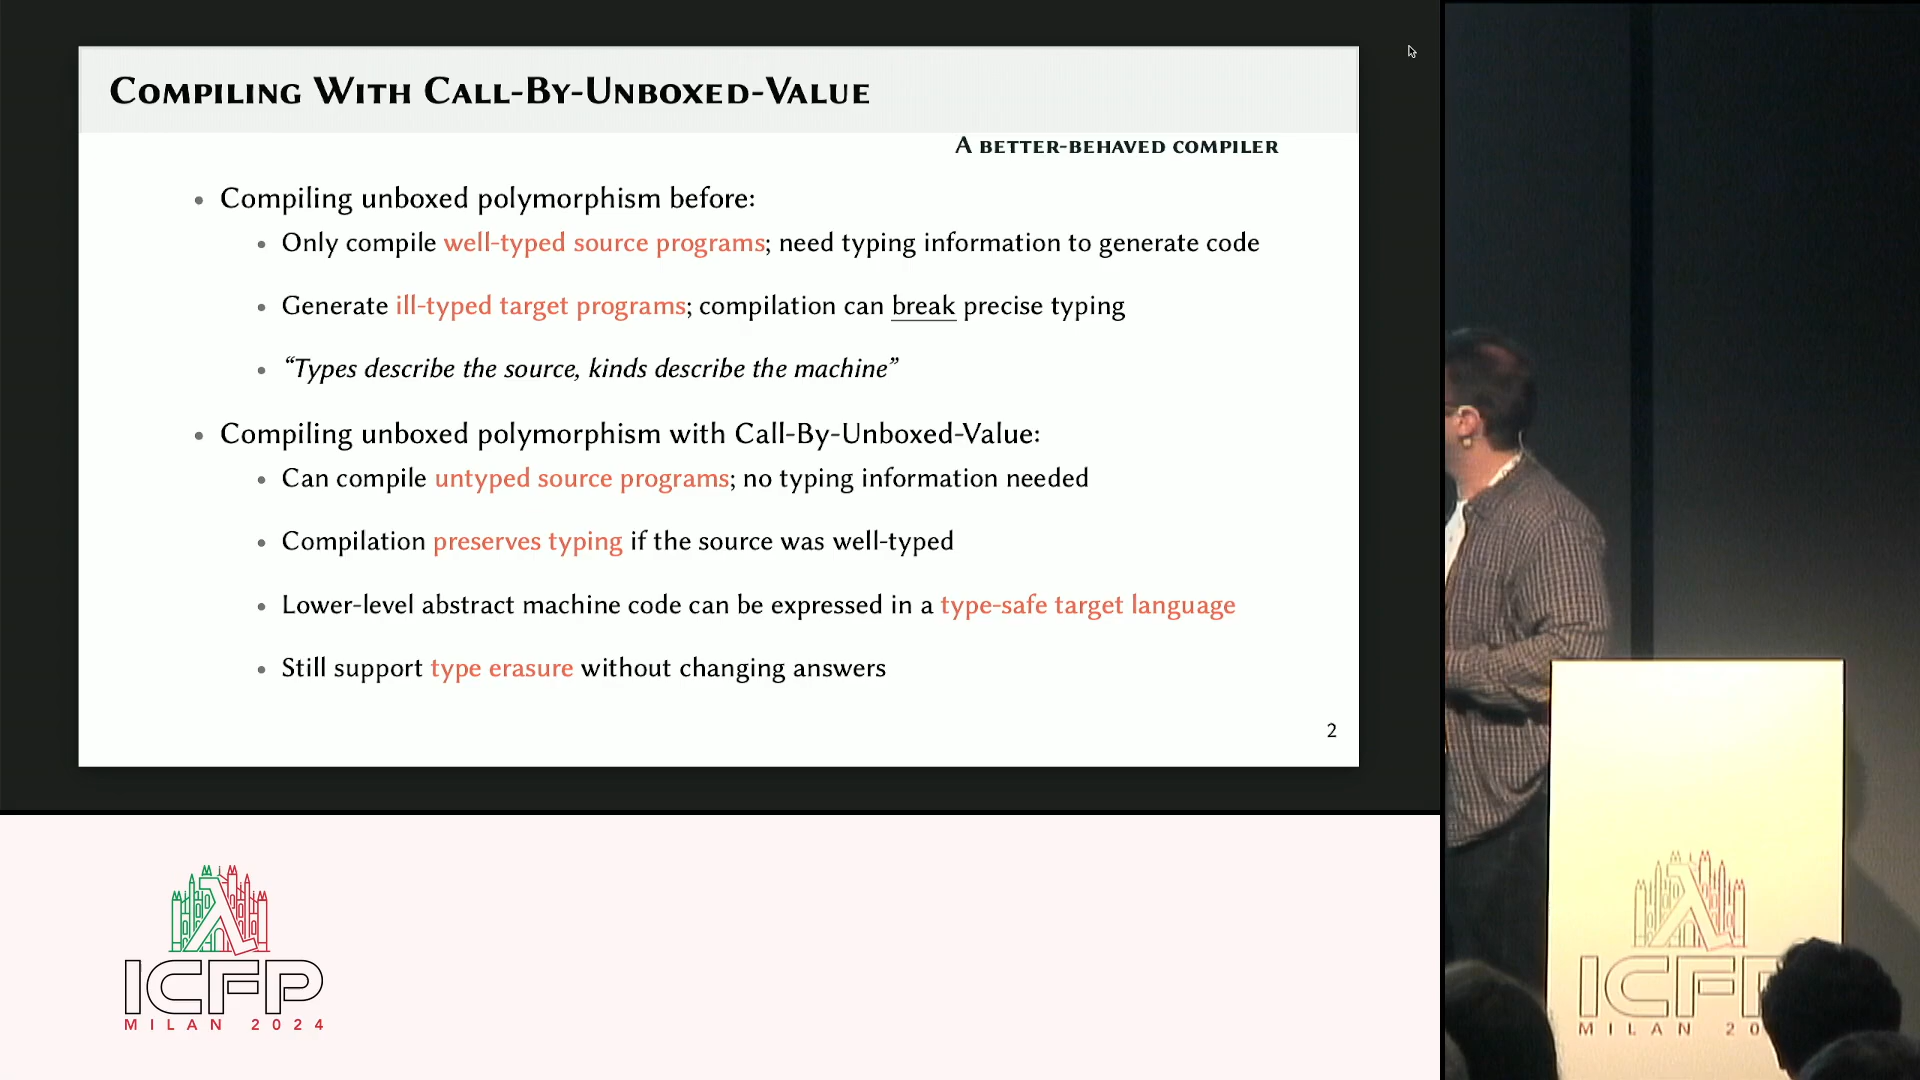 Compiling With Call-By-Unboxed-Value
A better-behaved compiler
• Compiling unboxed polymorphism before:
• Only compile well-typed source programs; need typing information to generate code
• Generate ill-typed target programs; compilation can break precise typing
• “Types describe the source, kinds describe the machine”
• Compiling unboxed polymorphism with Call-By-Unboxed-Value:
• Can compile untyped source programs; no typing information needed
• Compilation preserves typing if the source was well-typed
• Lower-level abstract machine code can be expressed in a type-safe target language
• Still support type erasure without changing answers
2
λ
ICFP
MILAN 2024
λ
ICFP
MILAN 20